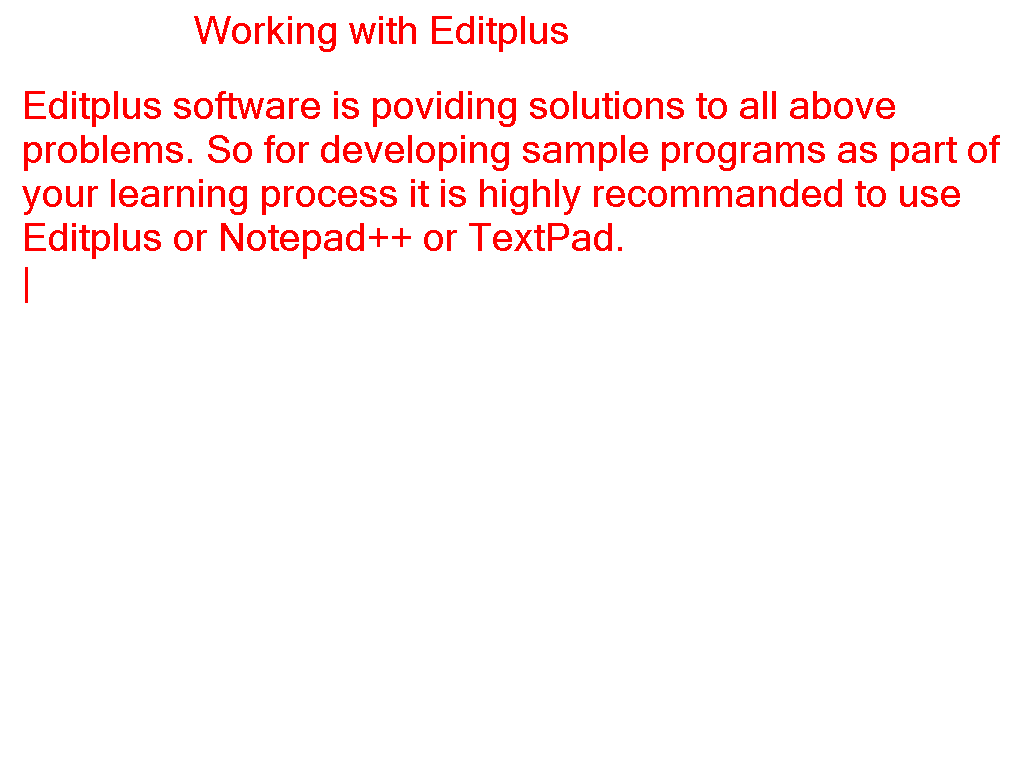 Working with Editplus
Editplus software is poviding solutions to all above
problems. So for developing sample programs as part of
your learning process it is highly recommanded to use
Editplus or Notepad++ or TextPad.